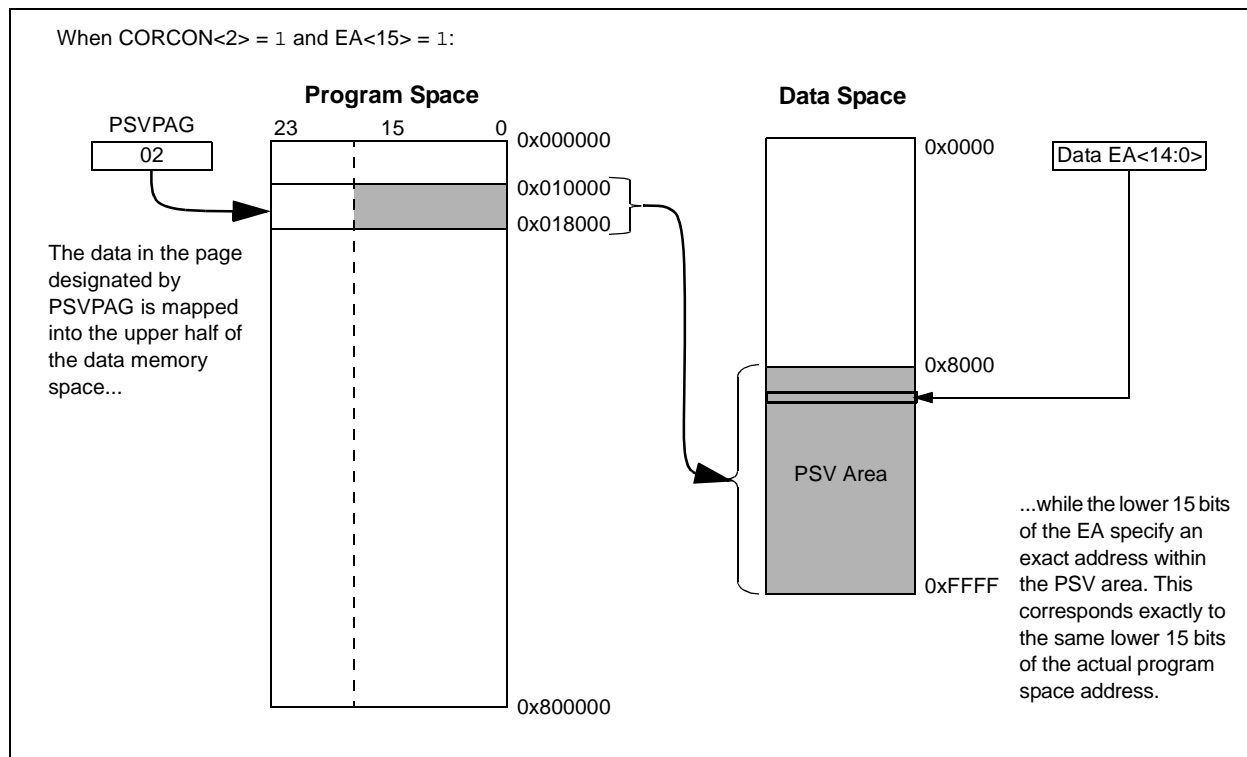 When CORCON<2> = 1 and EA<15> = 1:
Program Space
Data Space
PSVPAG
02
23
15
0
0x000000
0x010000
0x018000
0x800000
The data in the page
designated by
PSVPAG is mapped
into the upper half of
the data memory
space...
0x0000
0x8000
0xFFFF
PSV Area
Data EA<14:0>
...while the lower 15 bits
of the EA specify an
exact address within
the PSV area. This
corresponds exactly to
the same lower 15 bits
of the actual program
space address.